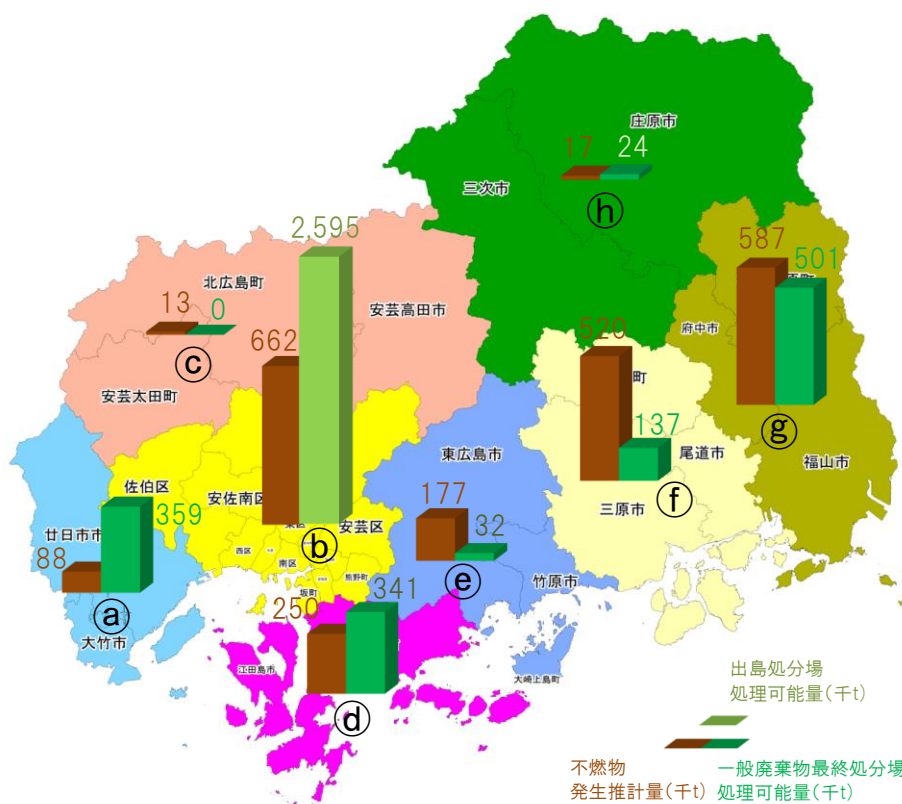 庄原市
17
24
三次市
ⓗ
2,595
587
501
北広島町
原町
安芸高田市
府中市
13
0
662
520
ⓒ
町
137
安芸太田町
ⓖ
東広島市
尾道市
福山市
佐伯区
安佐南区
安芸区
三原市
ⓕ
359
廿日市市
177
32
88
ⓑ
西区
南区
熊野町
坂町
ⓔ
竹原市
ⓐ
大竹市
250
341
江田島市
大崎上島町
ⓓ
出島処分場
処理可能量(千t)
不燃物
発生推計量(千t)
一般廃棄物最終処分場
処理可能量(千t)